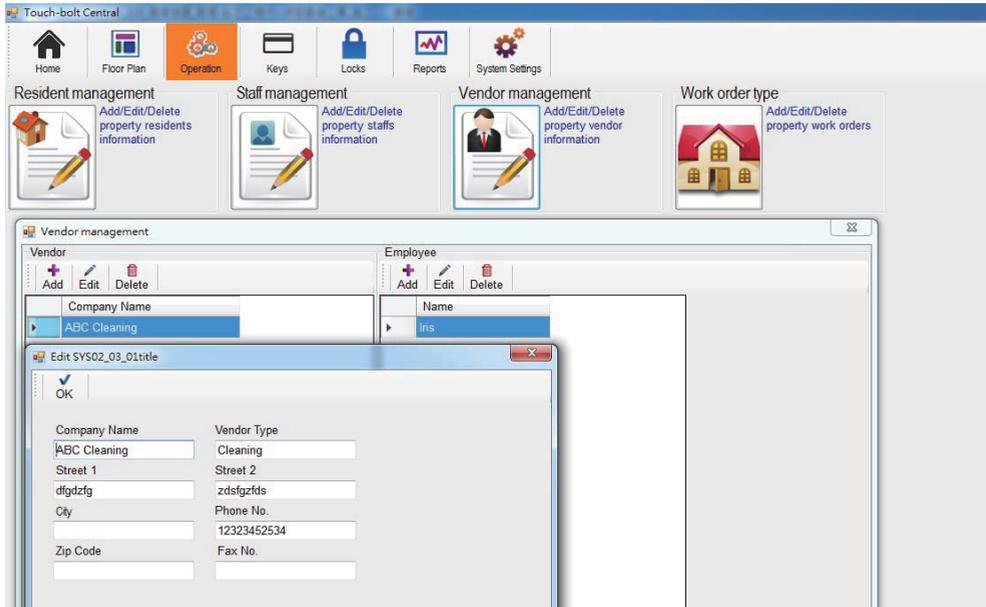 Touch-bolt Central
Home Floor Plan Operation Keys Locks Reports System Settings
Resident management Staff management Vendor management Work order type
Add/Edit/Delete
property residents
information
Add/Edit/Delete
property staffs
information
Add/Edit/Delete
property vendor
information
Add/Edit/Delete
property work orders
Vendor management
Vendor Employee
Add Edit Delete Add Edit Delete
Company Name Name
ABC Cleaning Iris
Edit SYS02_03_01title
OK
Company Name Vendor Type
ABC Cleaning Cleaning
Street 1 Street 2
dfgdzfg zdsfgzfds
City Phone No.
12323452534
Zip Code Fax No.